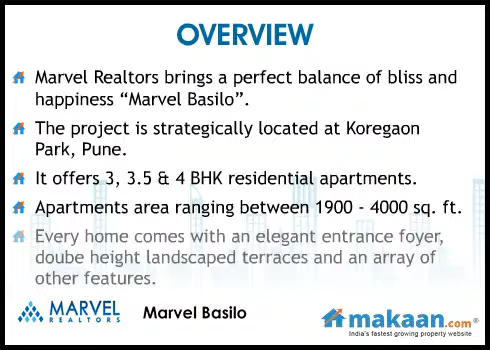 OVERVIEW
Marvel Realtors brings a perfect balance of bliss and
happiness “Marvel Basilo”.
The project is strategically located at Koregaon
Park, Pune.
It offers 3, 3.5 & 4 BHK residential apartments.
Apartments area ranging between 1900 - 4000 sq. ft.
Every home comes with an elegant entrance foyer,
doube height landscaped terraces and an array of
other features.
MARVEL
REALTORS
Marvel Basilo
makaan.com®
India's fastest growing property website